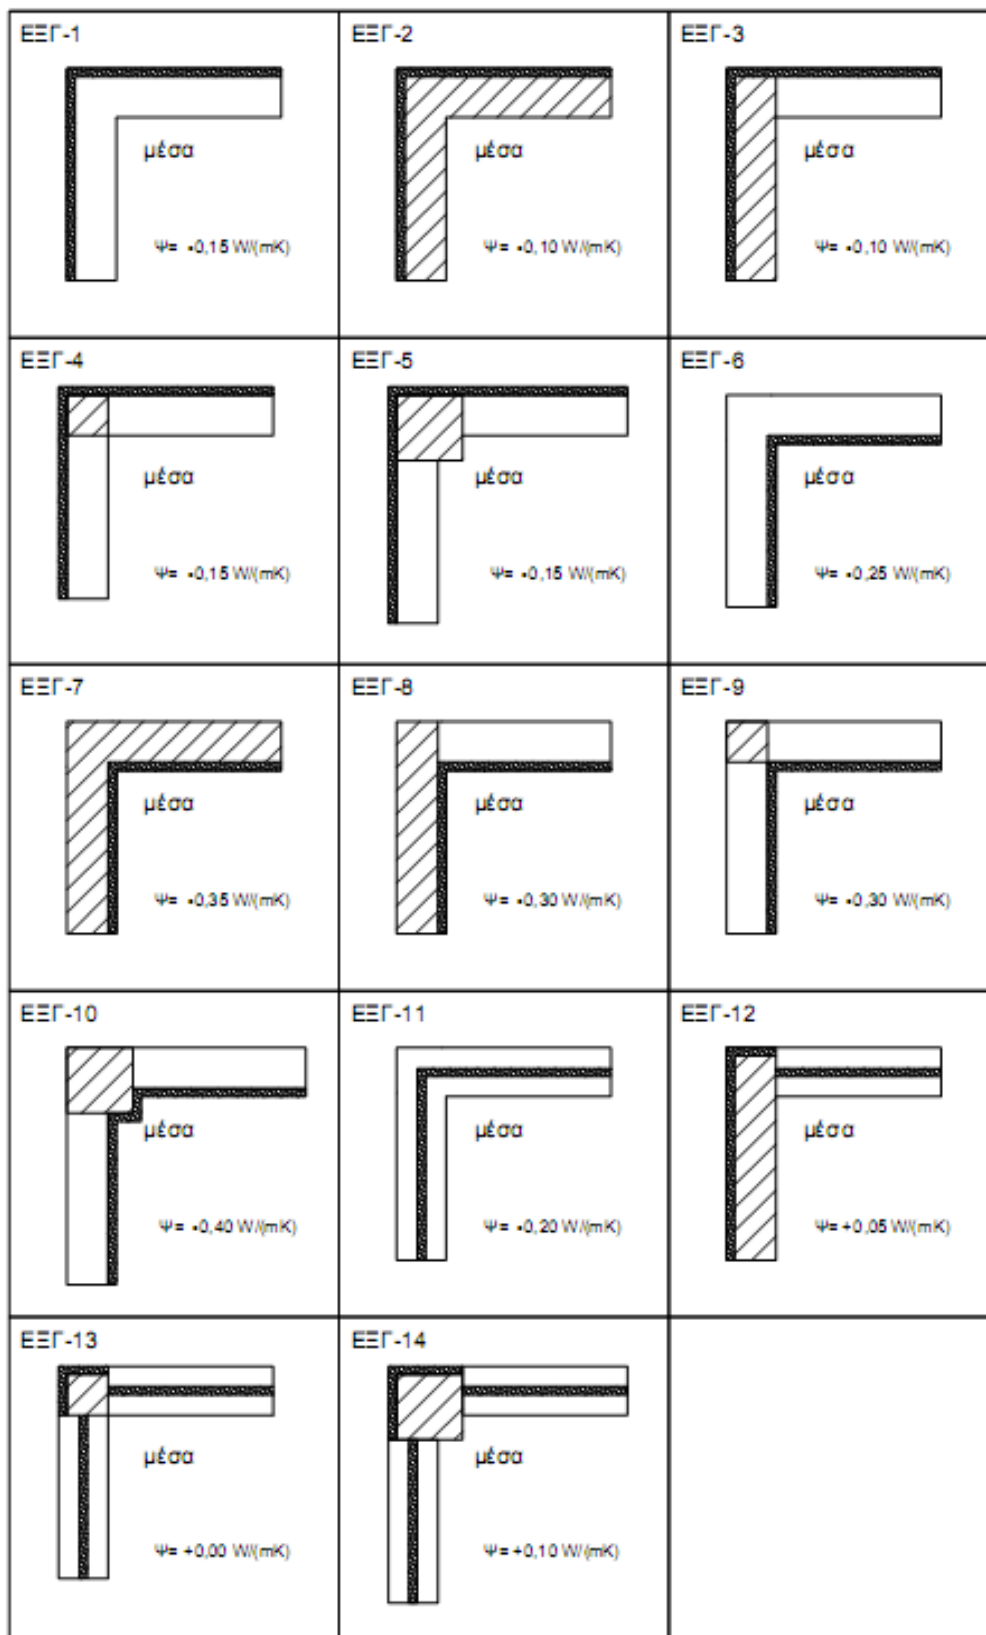 ΕΞΓ-1
μέσα
Ψ= -0,15 W/(mK)
ΕΞΓ-2
μέσα
Ψ= -0,10 W/(mK)
ΕΞΓ-3
μέσα
Ψ= -0,10 W/(mK)
ΕΞΓ-4
μέσα
Ψ= -0,15 W/(mK)
ΕΞΓ-5
μέσα
Ψ= -0,15 W/(mK)
ΕΞΓ-6
μέσα
Ψ= -0,25 W/(mK)
ΕΞΓ-7
μέσα
Ψ= -0,35 W/(mK)
ΕΞΓ-8
μέσα
Ψ= -0,30 W/(mK)
ΕΞΓ-9
μέσα
Ψ= -0,30 W/(mK)
ΕΞΓ-10
μέσα
Ψ= -0,40 W/(mK)
ΕΞΓ-11
μέσα
Ψ= -0,20 W/(mK)
ΕΞΓ-12
μέσα
Ψ= +0,05 W/(mK)
ΕΞΓ-13
μέσα
Ψ= +0,00 W/(mK)
ΕΞΓ-14
μέσα
Ψ= +0,10 W/(mK)